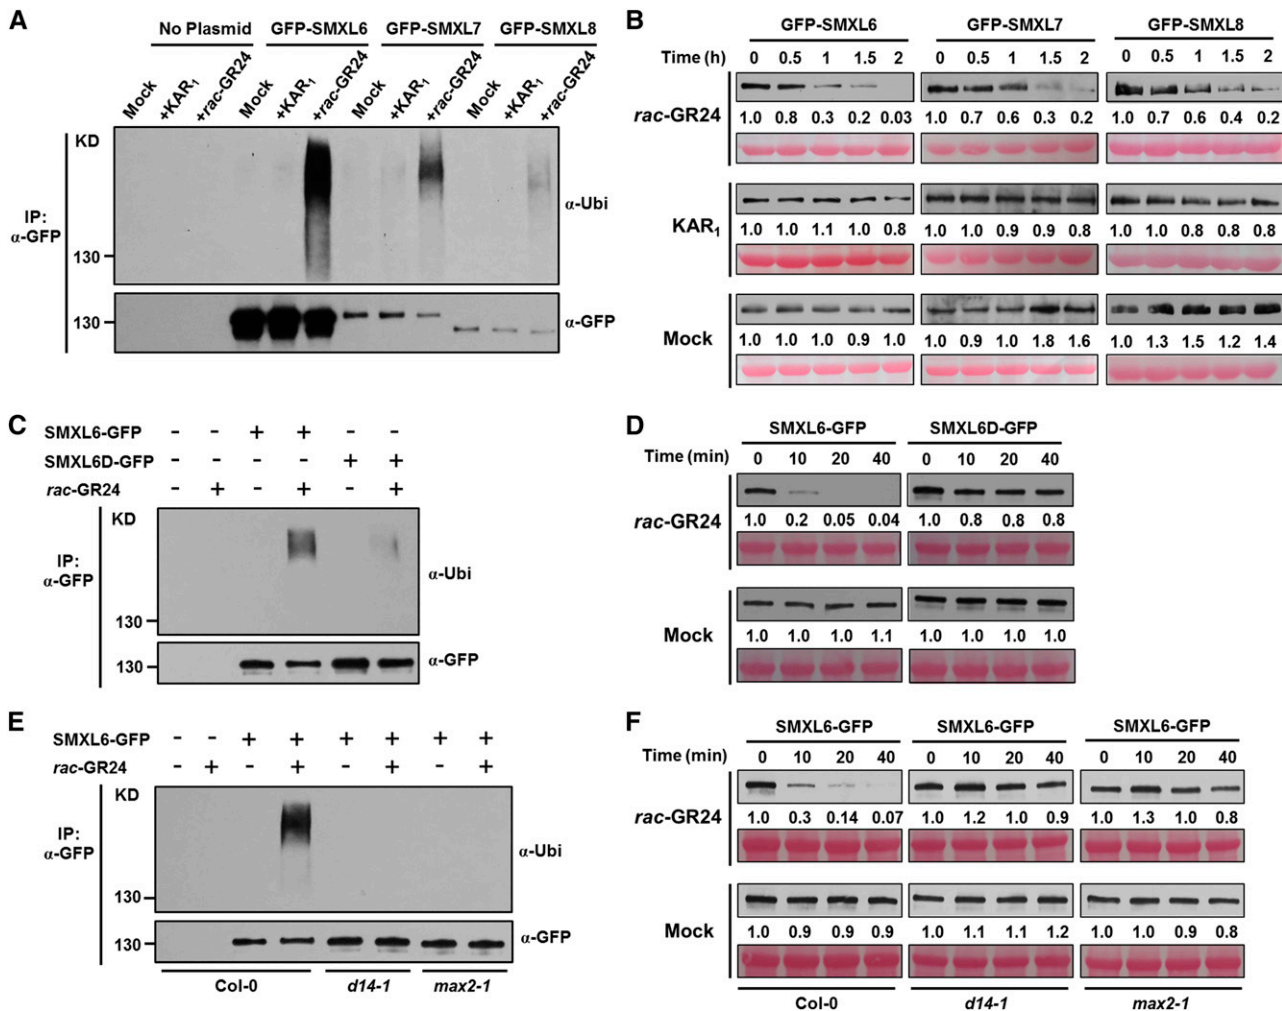 A
No Plasmid GFP-SMXL6 GFP-SMXL7 GFP-SMXL8
Mock +KAR₁ +rac-GR24 Mock +KAR₁ +rac-GR24 Mock +KAR₁ +rac-GR24 Mock +KAR₁ +rac-GR24
KD
IP:
α-GFP
α-Ubi
130
130
α-GFP
B
GFP-SMXL6 GFP-SMXL7 GFP-SMXL8
Time (h) 0 0.5 1 1.5 2 0 0.5 1 1.5 2 0 0.5 1 1.5 2
rac-GR24
1.0 0.8 0.3 0.2 0.03 1.0 0.7 0.6 0.3 0.2 1.0 0.7 0.6 0.4 0.2
KAR₁
1.0 1.0 1.1 1.0 0.8 1.0 1.0 0.9 0.9 0.8 1.0 1.0 0.8 0.8 0.8
Mock
1.0 1.0 1.0 0.9 1.0 1.0 0.9 1.0 1.8 1.6 1.0 1.3 1.5 1.2 1.4
C
SMXL6-GFP - - + + - -
SMXL6D-GFP - - - - + +
rac-GR24 - + - + - +
KD
IP:
α-GFP
α-Ubi
130
130
α-GFP
D
SMXL6-GFP SMXL6D-GFP
Time (min) 0 10 20 40 0 10 20 40
rac-GR24
1.0 0.2 0.05 0.04 1.0 0.8 0.8 0.8
Mock
1.0 1.0 1.0 1.1 1.0 1.0 1.0 1.0
E
SMXL6-GFP - - + + + + + +
rac-GR24 - + - + - + - +
KD
IP:
α-GFP
α-Ubi
130
130
α-GFP
Col-0 d14-1 max2-1
F
SMXL6-GFP SMXL6-GFP SMXL6-GFP
Time (min) 0 10 20 40 0 10 20 40 0 10 20 40
rac-GR24
1.0 0.3 0.14 0.07 1.0 1.2 1.0 0.9 1.0 1.3 1.0 0.8
Mock
1.0 0.9 0.9 0.9 1.0 1.1 1.1 1.2 1.0 1.0 0.9 0.8
Col-0 d14-1 max2-1